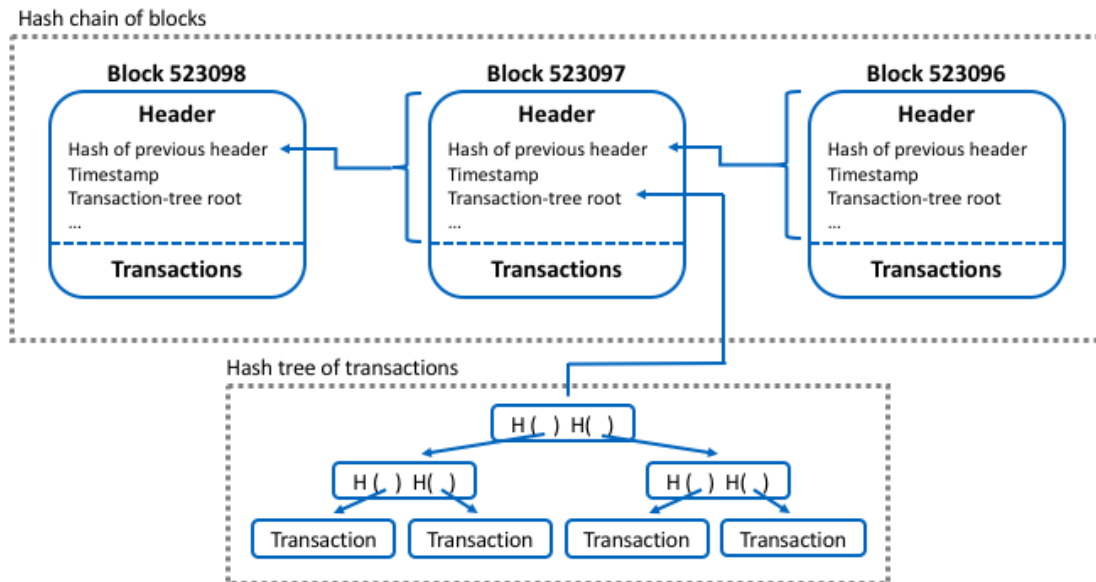 Hash chain of blocks
Block 523098
Header
Hash of previous header
Timestamp
Transaction-tree root
...
Transactions
Block 523097
Header
Hash of previous header
Timestamp
Transaction-tree root
...
Transactions
Block 523096
Header
Hash of previous header
Timestamp
Transaction-tree root
...
Transactions
Hash tree of transactions
H (_ ) H(_ )
H (_ ) H(_ )
H (_ ) H(_ )
Transaction
Transaction
Transaction
Transaction